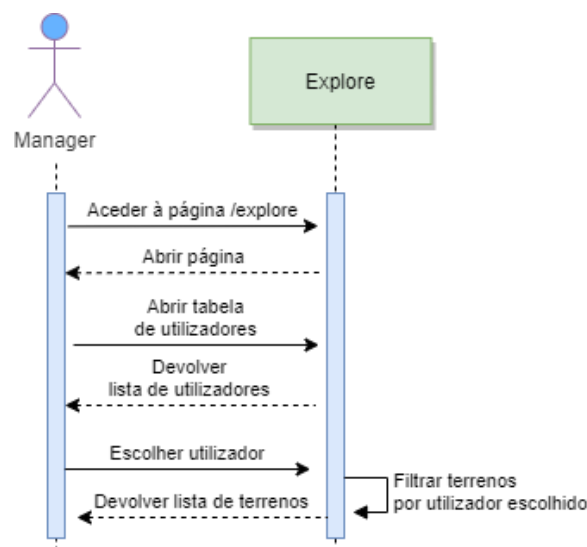 Explore
Manager
Aceder à página /explore
Abrir página
Abrir tabela
de utilizadores
Devolver
lista de utilizadores
Escolher utilizador
Filtrar terrenos
por utilizador escolhido
Devolver lista de terrenos